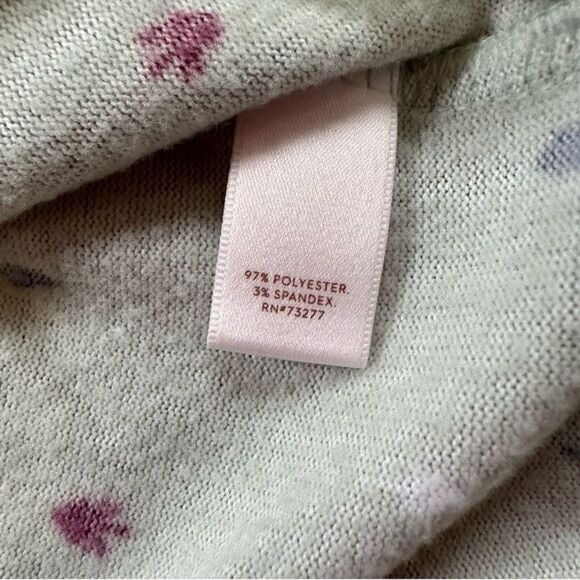 97% POLYESTER.
3% SPANDEX.
RN#73277